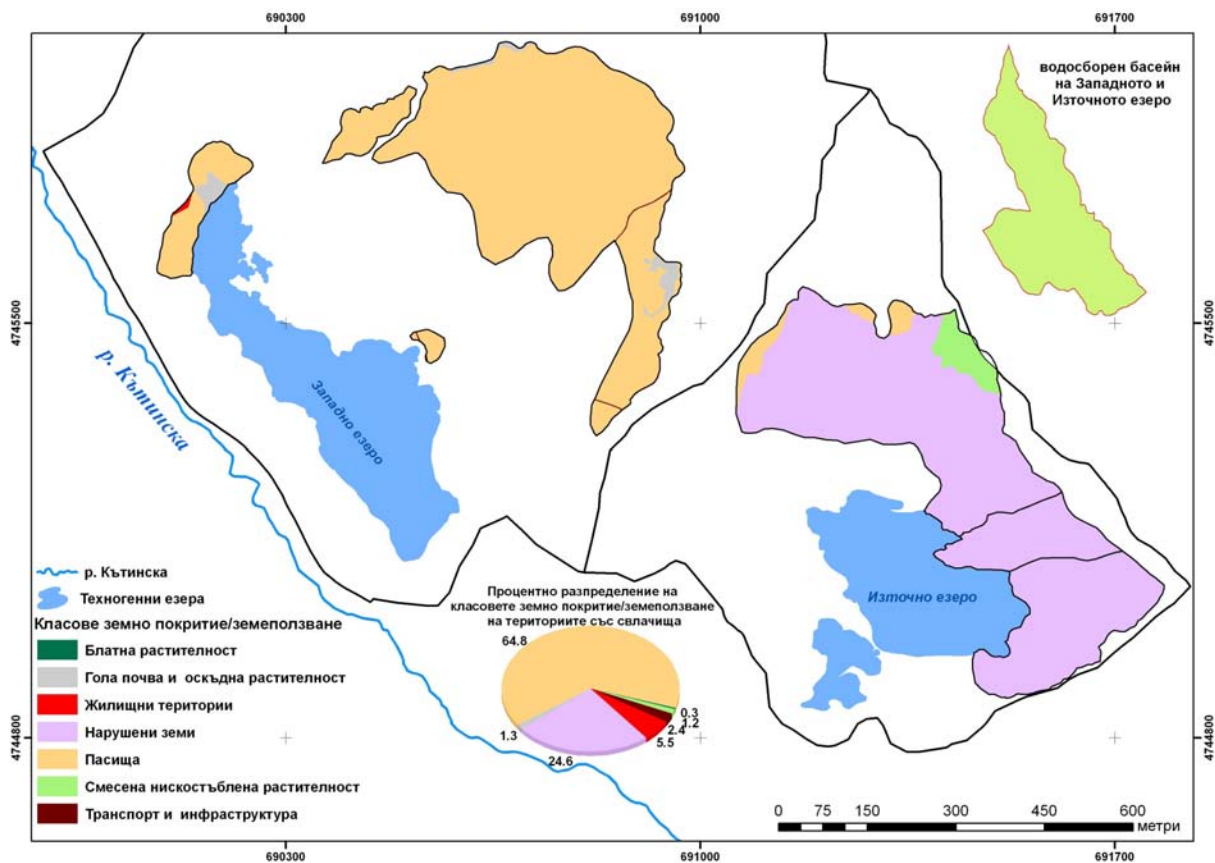 690300
691000
691700
водосборен басейн
на Западното и
Източното езеро
4745500
4745500
р. Кътинска
Западно езеро
Източно езеро
р. Кътинска
Техногенни езера
Класове земно покритие/земеползване
Блатна растителност
Гола почва и оскъдна растителност
Жилищни територии
Нарушени земи
Пасища
Смесена нискостъблена растителност
Транспорт и инфраструктура
Процентно разпределение на
класовете земно покритие/земеползване
на териториите със свлачища
64.8
0.3
1.2
2.4
5.5
24.6
1.3
4744800
4744800
0 75 150 300 450 600
метри
690300
691000
691700